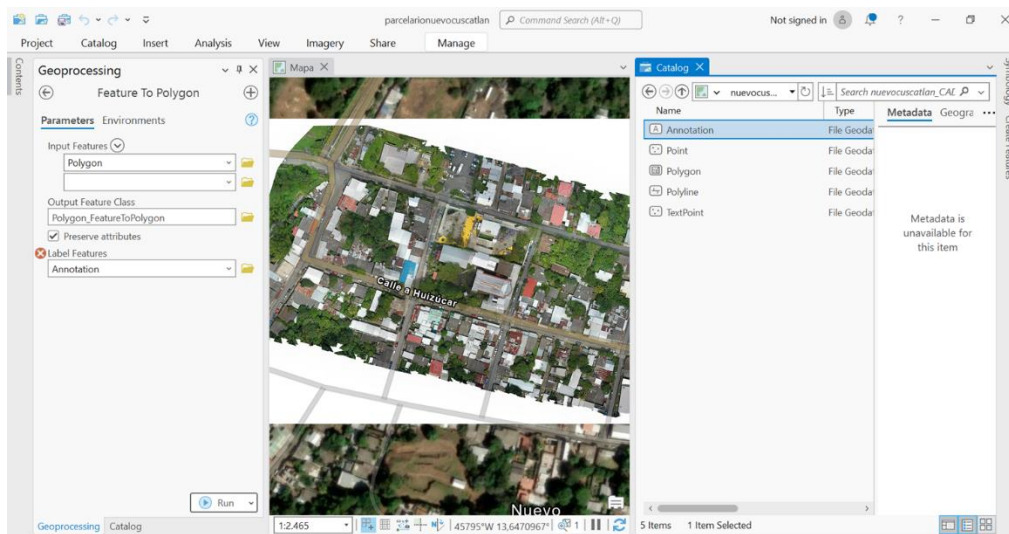 parcelarionuevocuscatlan
Command Search (Alt+Q)
Not signed in
?
Project Catalog Insert Analysis View Imagery Share Manage
Contents
Geoprocessing
Feature To Polygon
Parameters Environments
Input Features
Polygon
Output Feature Class
Polygon_FeatureToPolygon
Preserve attributes
Label Features
Annotation
Run
Geoprocessing Catalog
Mapa
Calle a Huizúcar
Nuevo
1:2.465
45795°W 13,6470967°
1
Catalog
nuevocus...
Search nuevocuscatlan_CAL
Name Type
Metadata Geogra
Annotation File Geoda
Point File Geoda
Polygon File Geoda
Polyline File Geoda
TextPoint File Geoda
Metadata is
unavailable for
this item
5 Items 1 Item Selected
Symbology Create Features